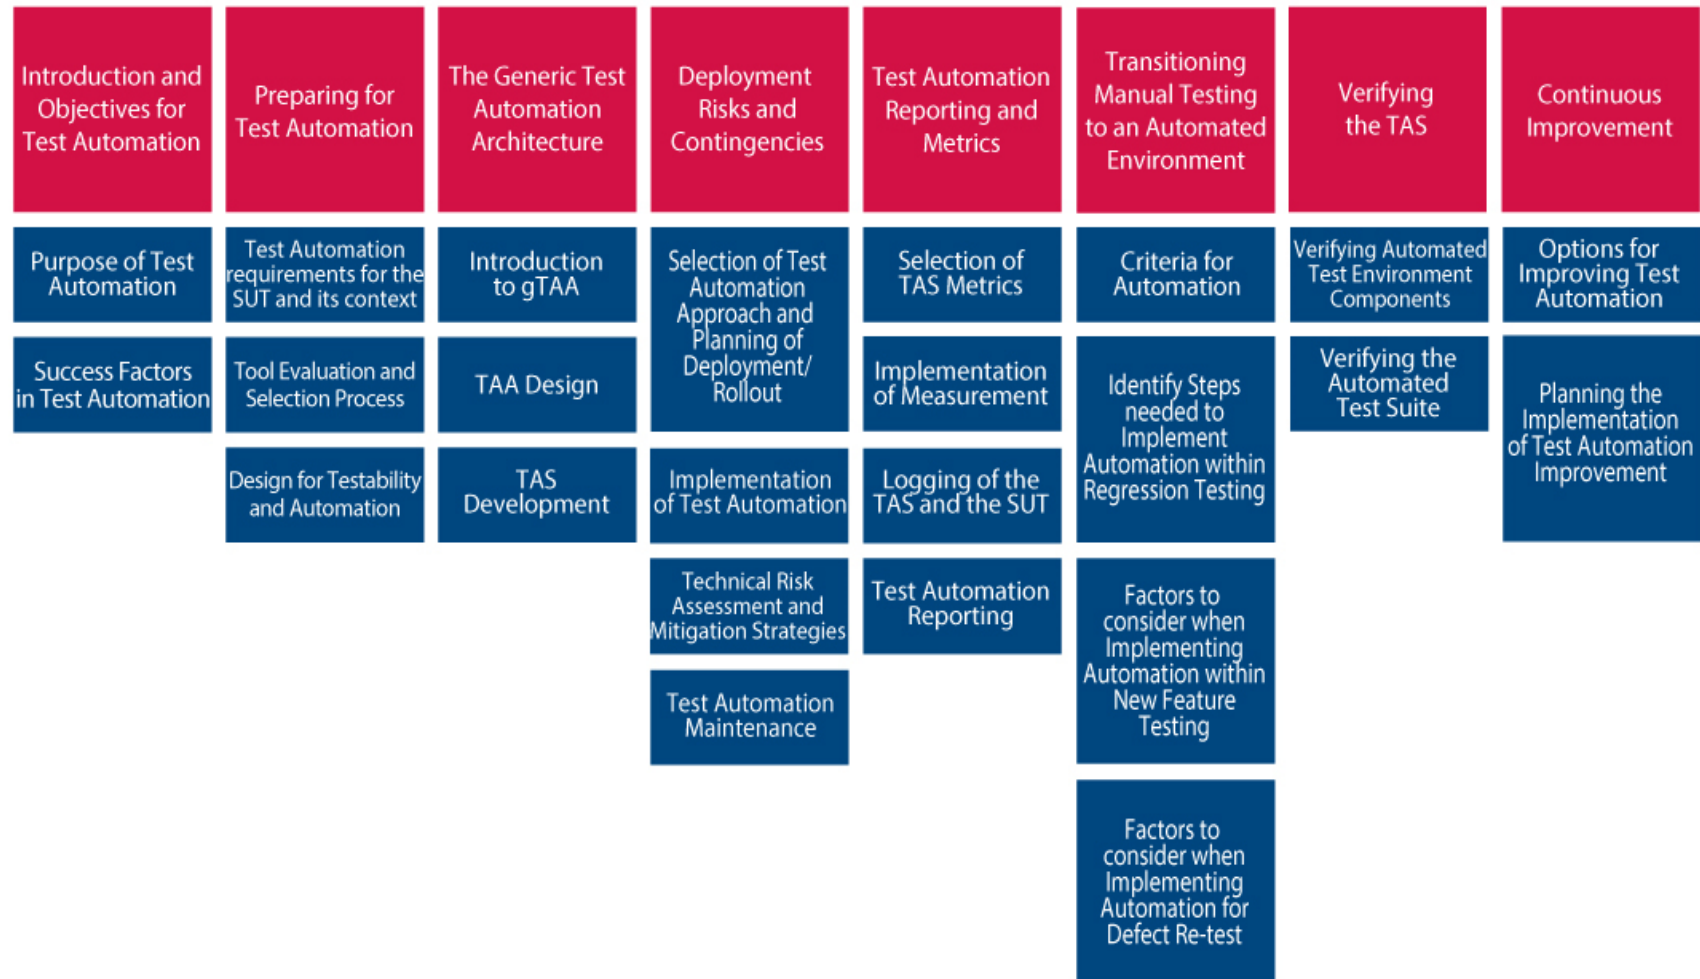 Introduction and
Objectives for
Test Automation
Purpose of Test
Automation
Success Factors
in Test Automation
Preparing for
Test Automation
Test Automation
requirements for the
SUT and its context
Tool Evaluation and
Selection Process
Design for Testability
and Automation
The Generic Test
Automation
Architecture
Introduction
to gTAA
TAA Design
TAS
Development
Deployment
Risks and
Contingencies
Selection of Test
Automation
Approach and
Planning of
Deployment/
Rollout
Implementation
of Test Automation
Technical Risk
Assessment and
Mitigation Strategies
Test Automation
Maintenance
Test Automation
Reporting and
Metrics
Selection of
TAS Metrics
Implementation
of Measurement
Logging of the
TAS and the SUT
Test Automation
Reporting
Transitioning
Manual Testing
to an Automated
Environment
Criteria for
Automation
Identify Steps
needed to
Implement
Automation within
Regression Testing
Factors to
consider when
Implementing
Automation within
New Feature
Testing
Factors to
consider when
Implementing
Automation for
Defect Re-test
Verifying
the TAS
Verifying Automated
Test Environment
Components
Verifying the
Automated
Test Suite
Continuous
Improvement
Options for
Improving Test
Automation
Planning the
Implementation
of Test Automation
Improvement